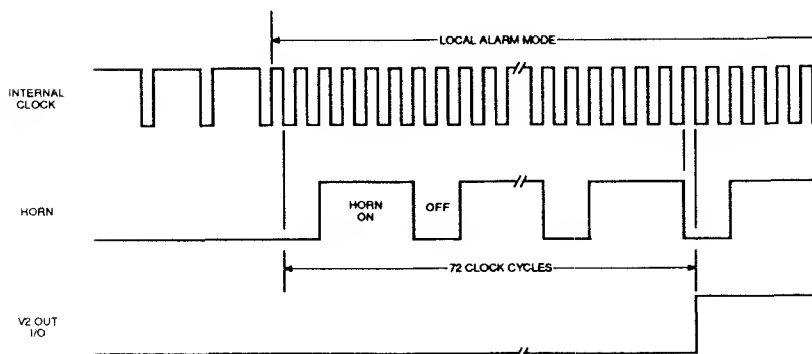 LOCAL ALARM MODE
INTERNAL
CLOCK
HORN
HORN
ON
OFF
72 CLOCK CYCLES
V2 OUT
I/O